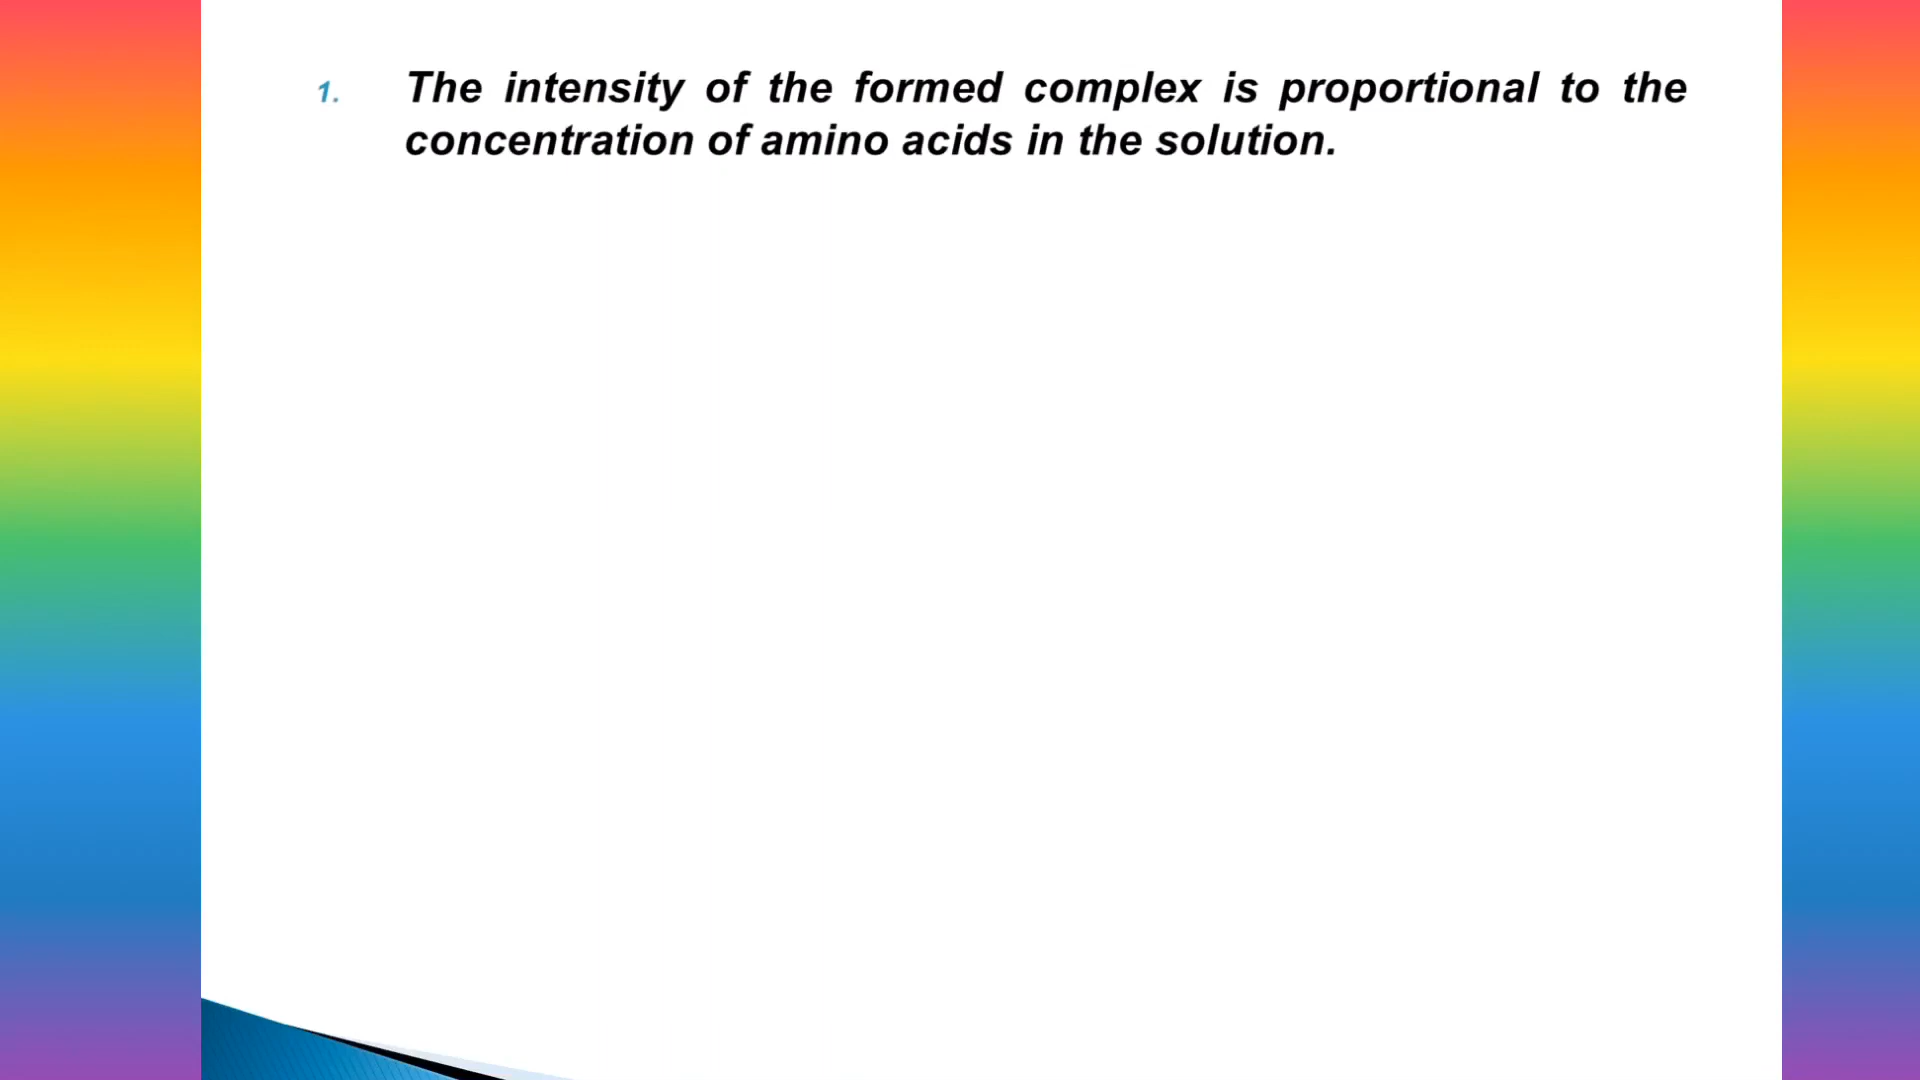 1. The intensity of the formed complex is proportional to the
concentration of amino acids in the solution.